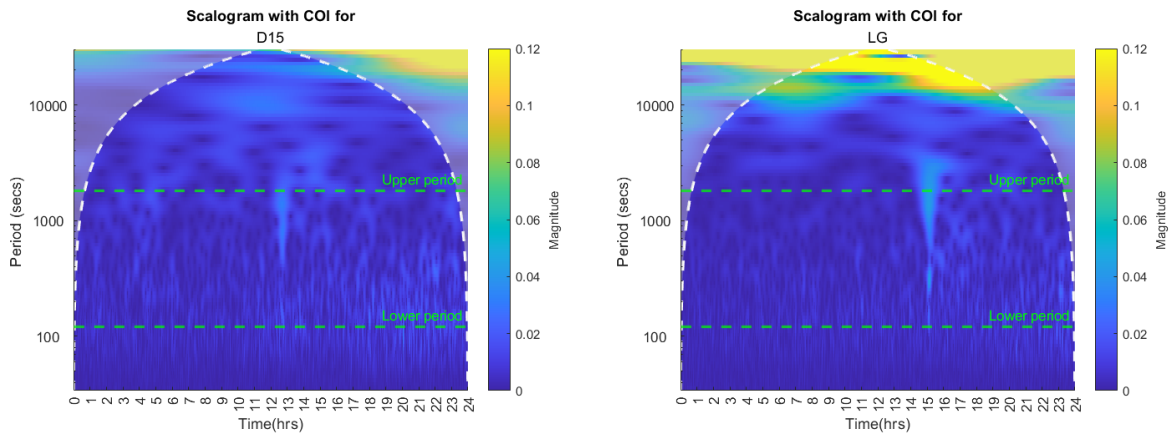 Scalogram with COI for
D15
10000
1000
100
Period (secs)
Upper period
Lower period
0 1 2 3 4 5 6 7 8 9 10 11 12 13 14 15 16 17 18 19 20 21 22 23 24
Time(hrs)
0.12
0.1
0.08
0.06
0.04
0.02
0
Magnitude
Scalogram with COI for
LG
10000
1000
100
Period (secs)
Upper period
Lower period
0 1 2 3 4 5 6 7 8 9 10 11 12 13 14 15 16 17 18 19 20 21 22 23 24
Time(hrs)
0.12
0.1
0.08
0.06
0.04
0.02
0
Magnitude